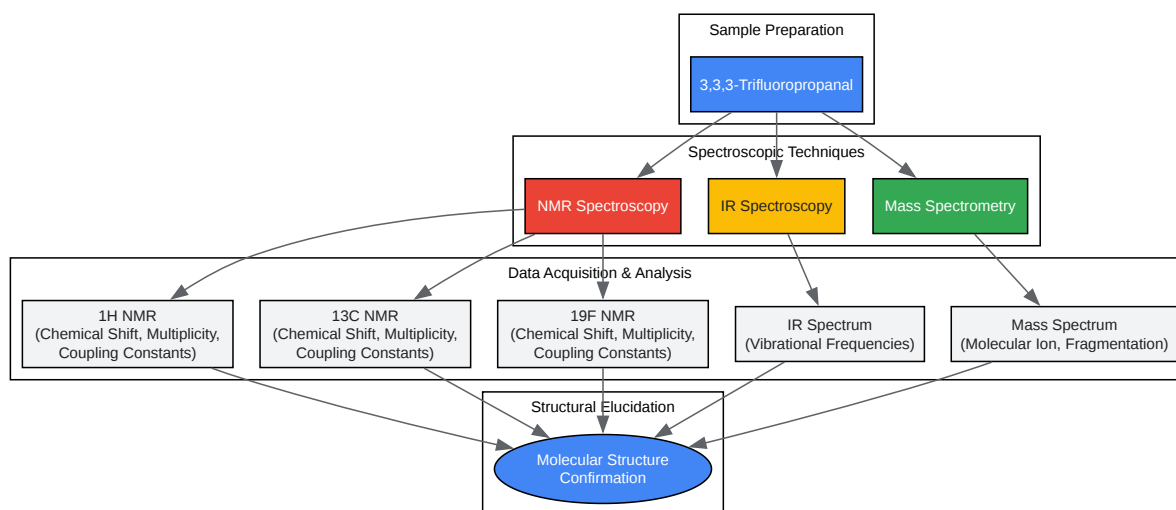 Sample Preparation
3,3,3-Trifluoropropanal
Spectroscopic Techniques
NMR Spectroscopy
IR Spectroscopy
Mass Spectrometry
Data Acquisition & Analysis
1H NMR
(Chemical Shift, Multiplicity,
Coupling Constants)
13C NMR
(Chemical Shift, Multiplicity,
Coupling Constants)
19F NMR
(Chemical Shift, Multiplicity,
Coupling Constants)
IR Spectrum
(Vibrational Frequencies)
Mass Spectrum
(Molecular Ion, Fragmentation)
Structural Elucidation
Molecular Structure
Confirmation